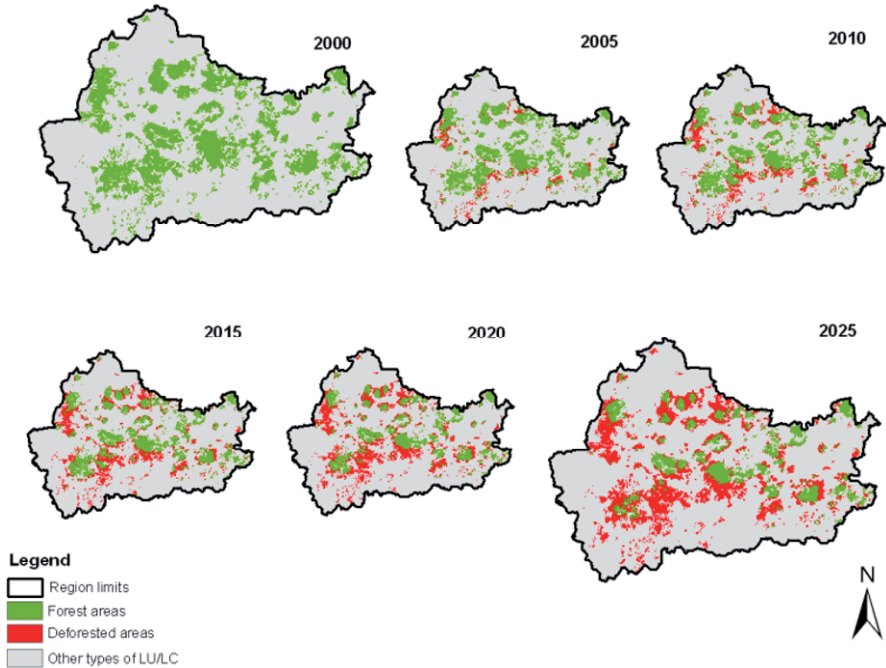 2000
2005
2010
2015
2020
2025
Legend
Region limits
Forest areas
Deforested areas
Other types of LU/LC
N